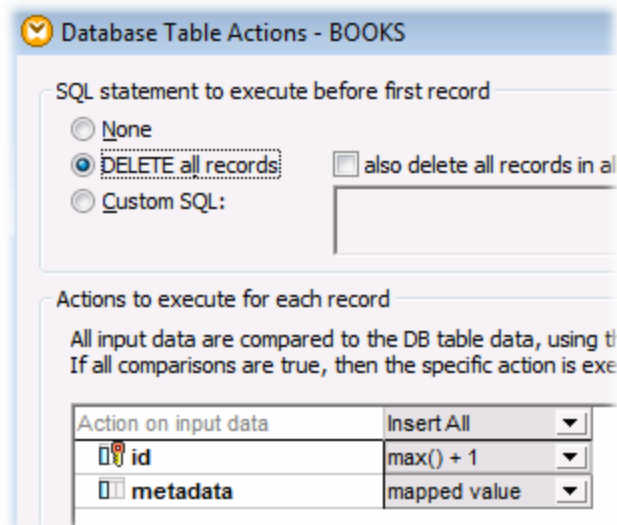 Database Table Actions - BOOKS
SQL statement to execute before first record
None
DELETE all records
also delete all records in
Custom SQL:
Actions to execute for each record
All input data are compared to the DB table data, using
If all comparisons are true, then the specific action is
Action on input data Insert All
id max() + 1
metadata mapped value